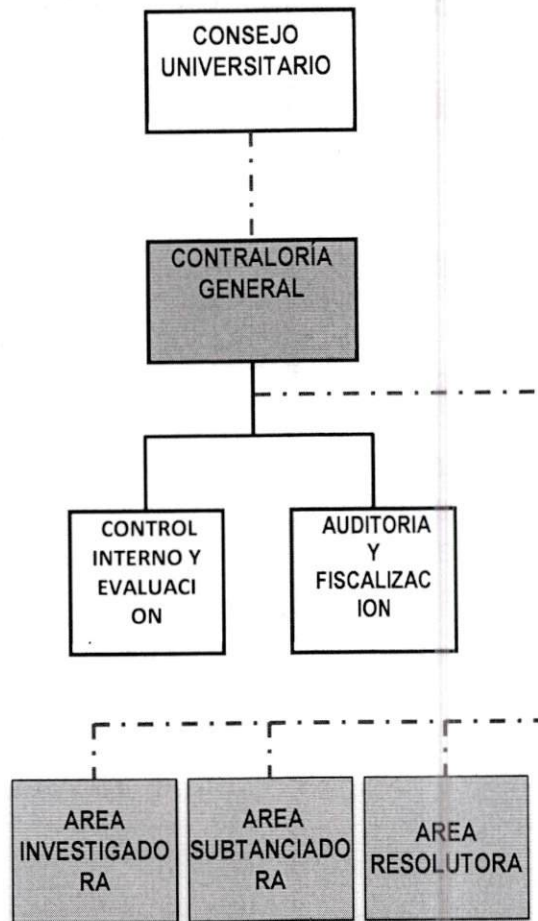 CONSEJO
UNIVERSITARIO
CONTRALORÍA
GENERAL
CONTROL
INTERNO Y
EVALUACI
ON
AUDITORIA
Y
FISCALIZAC
ION
AREA
INVESTIGADO
RA
AREA
SUBTANCIADO
RA
AREA
RESOLUTORA